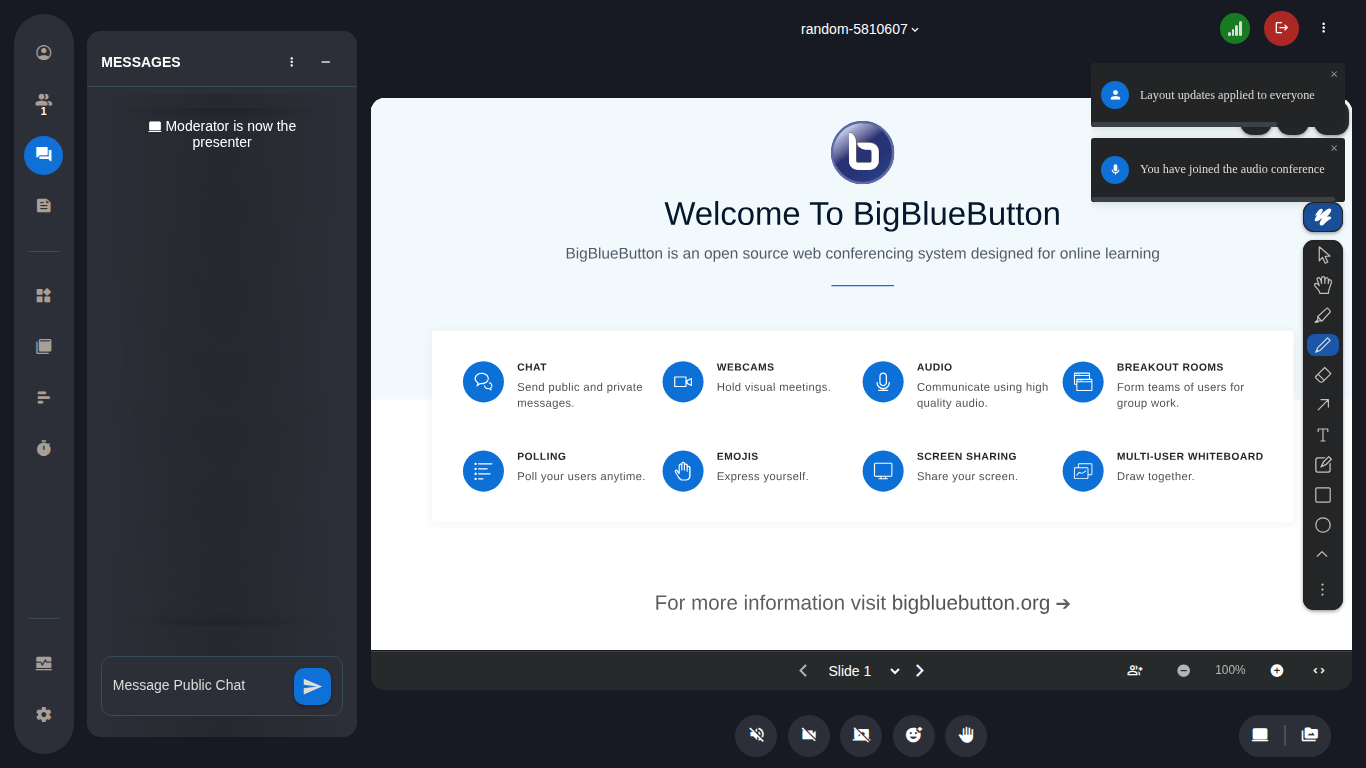 random-5810607
1
MESSAGES
Moderator is now the
presenter
Message Public Chat
Layout updates applied to everyone
You have joined the audio conference
Welcome To BigBlueButton
BigBlueButton is an open source web conferencing system designed for online learning
CHAT
Send public and private
messages.
WEBCAMS
Hold visual meetings.
AUDIO
Communicate using high
quality audio.
BREAKOUT ROOMS
Form teams of users for
group work.
POLLING
Poll your users anytime.
EMOJIS
Express yourself.
SCREEN SHARING
Share your screen.
MULTI-USER WHITEBOARD
Draw together.
For more information visit bigbluebutton.org ➔
Slide 1
100%